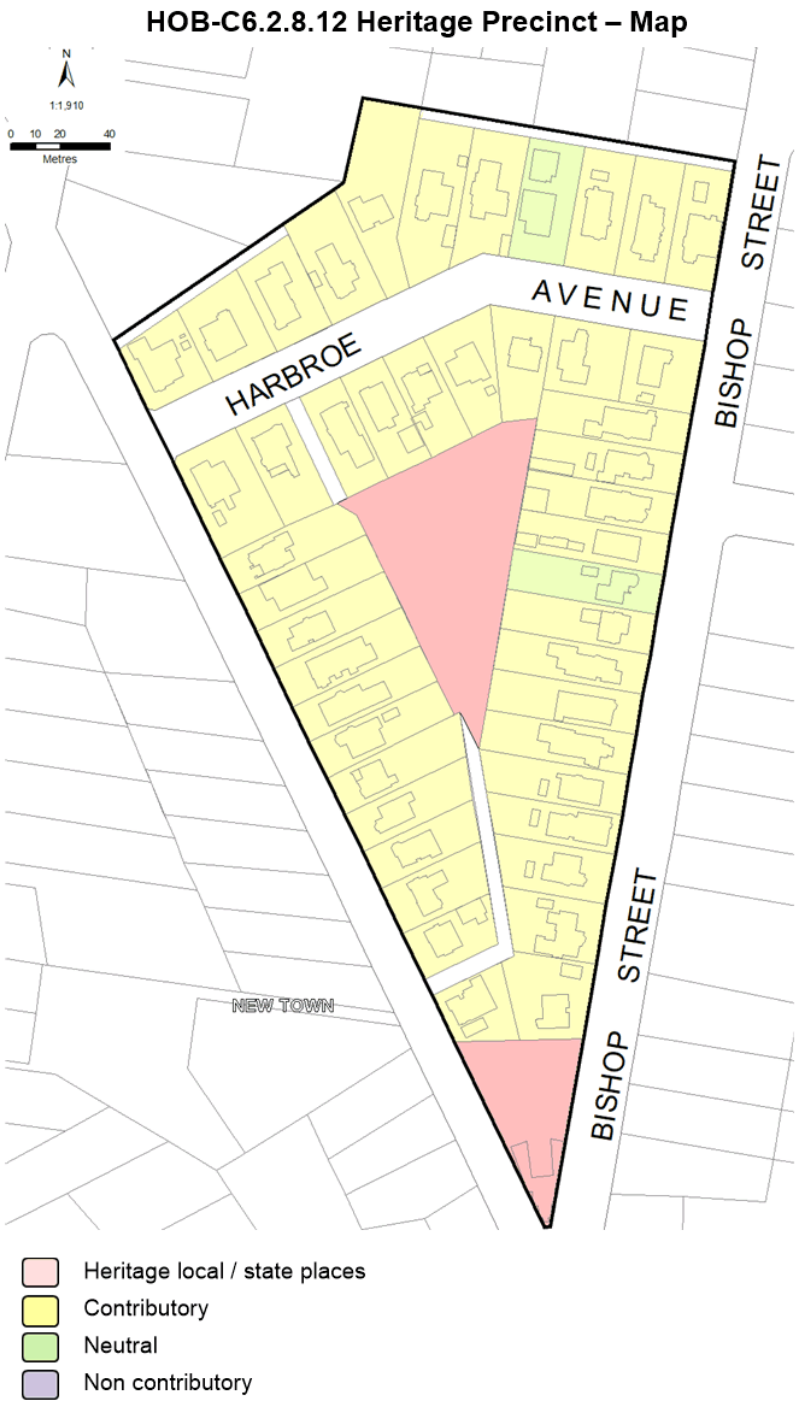 HOB-C6.2.8.12 Heritage Precinct – Map
N
1:1,910
0 10 20 40
Metres
BISHOP STREET
HARBROE AVENUE
BISHOP STREET
NEW TOWN
Heritage local / state places
Contributory
Neutral
Non contributory